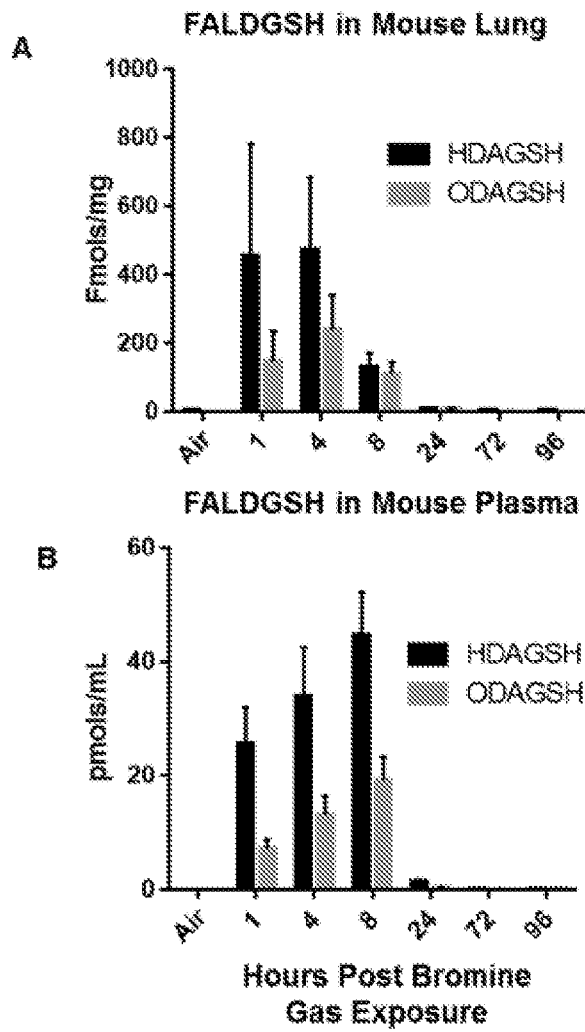 FALDGSH in Mouse Lung
A
1000
800
600
400
200
0
Fmols/mg
HDAGSH
ODAGSH
Air 1 4 8 24 72 96
FALDGSH in Mouse Plasma
B
60
40
20
0
pmols/mL
HDAGSH
ODAGSH
Air 1 4 8 24 72 96
Hours Post Bromine
Gas Exposure